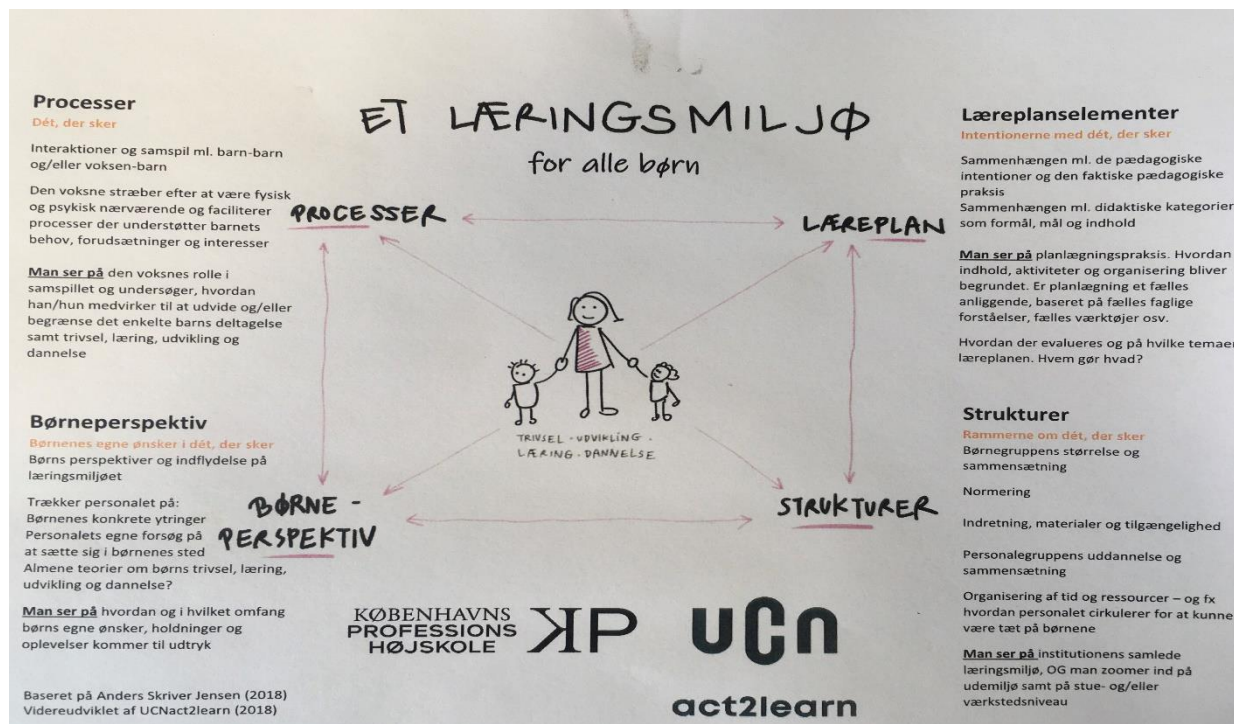 ET LÆRINGSMILJØ
for alle børn
Processer
Dét, der sker
Interaktioner og samspil ml. barn-barn
og/eller voksen-barn
Den voksne stræber efter at være fysisk
og psykisk nærværende og faciliterer
processer der understøtter barnets
behov, forudsætninger og interesser
Man ser på den voksnes rolle i
samspillet og undersøger, hvordan
han/hun medvirker til at udvide og/eller
begrænse det enkelte barns deltagelse
samt trivsel, læring, udvikling og
dannelse
PROCESSER
LÆREPLAN
Læreplanselementer
Intentionerne med dét, der sker
Sammenhængen ml. de pædagogiske
intentioner og den faktiske pædagogiske
praksis
Sammenhængen ml. didaktiske kategorier
som formål, mål og indhold
Man ser på planlægningspraksis. Hvordan
indhold, aktiviteter og organisering bliver
begrundet. Er planlægning et fælles
anliggende, baseret på fælles faglige
forståelser, fælles værktøjer osv.
Hvordan der evalueres og på hvilke temaer
læreplanen. Hvem gør hvad?
TRIVSEL · UDVIKLING ·
LÆRING · DANNELSE
Børneperspektiv
Børnenes egne ønsker i dét, der sker
Børns perspektiver og indflydelse på
læringsmiljøet
Trækker personalet på:
Børnenes konkrete ytringer
Personalets egne forsøg på
at sætte sig i børnenes sted
Almene teorier om børns trivsel, læring,
udvikling og dannelse?
Man ser på hvordan og i hvilket omfang
børns egne ønsker, holdninger og
oplevelser kommer til udtryk
BØRNE-
PERSPEKTIV
STRUKTURER
Strukturer
Rammerne om dét, der sker
Børnegruppens størrelse og
sammensætning
Normering
Indretning, materialer og tilgængelighed
Personalegruppens uddannelse og
sammensætning
Organisering af tid og ressourcer – og fx
hvordan personalet cirkulerer for at kunne
være tæt på børnene
Man ser på institutionens samlede
læringsmiljø, OG man zoomer ind på
udemiljø samt på stue- og/eller
værkstedsniveau
Baseret på Anders Skriver Jensen (2018)
Videreudviklet af UCNact2learn (2018)
KØBENHAVNS
PROFESSIONS
HØJSKOLE
KP
UCN
act2learn